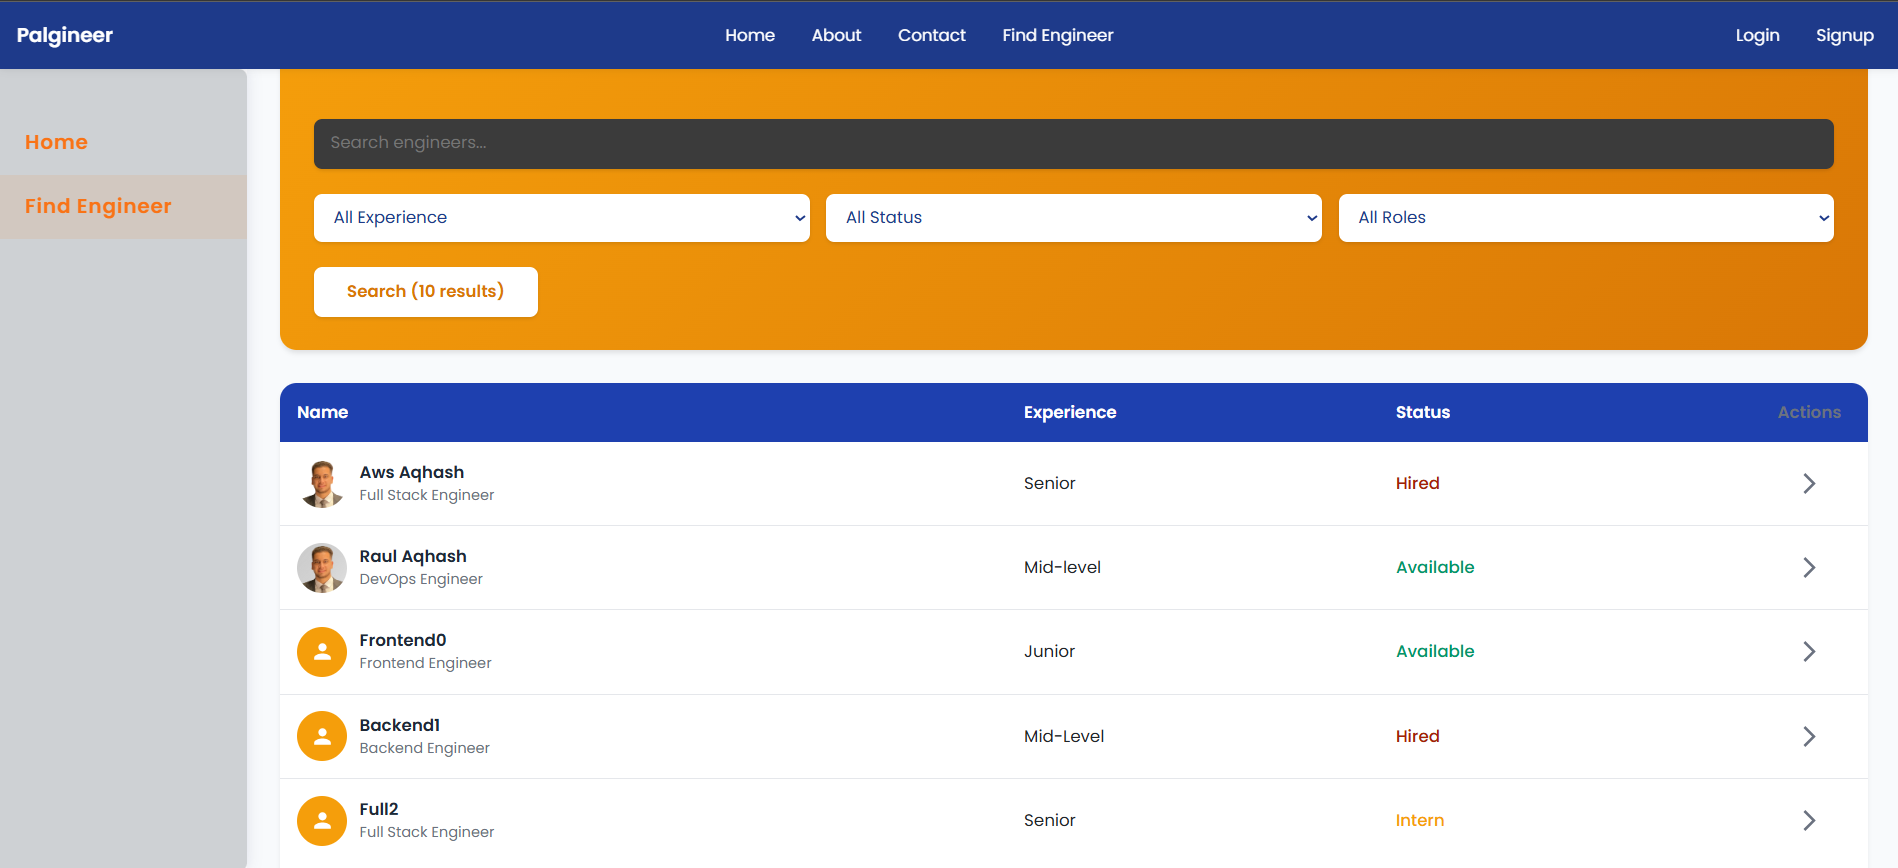 Palgineer
Home About Contact Find Engineer
Login Signup
Home
Find Engineer
Search engineers...
All Experience
All Status
All Roles
Search (10 results)
Name Experience Status Actions
Aws Aqhash
Full Stack Engineer
Senior
Hired
Raul Aqhash
DevOps Engineer
Mid-level
Available
Frontend0
Frontend Engineer
Junior
Available
Backend1
Backend Engineer
Mid-Level
Hired
Full2
Full Stack Engineer
Senior
Intern